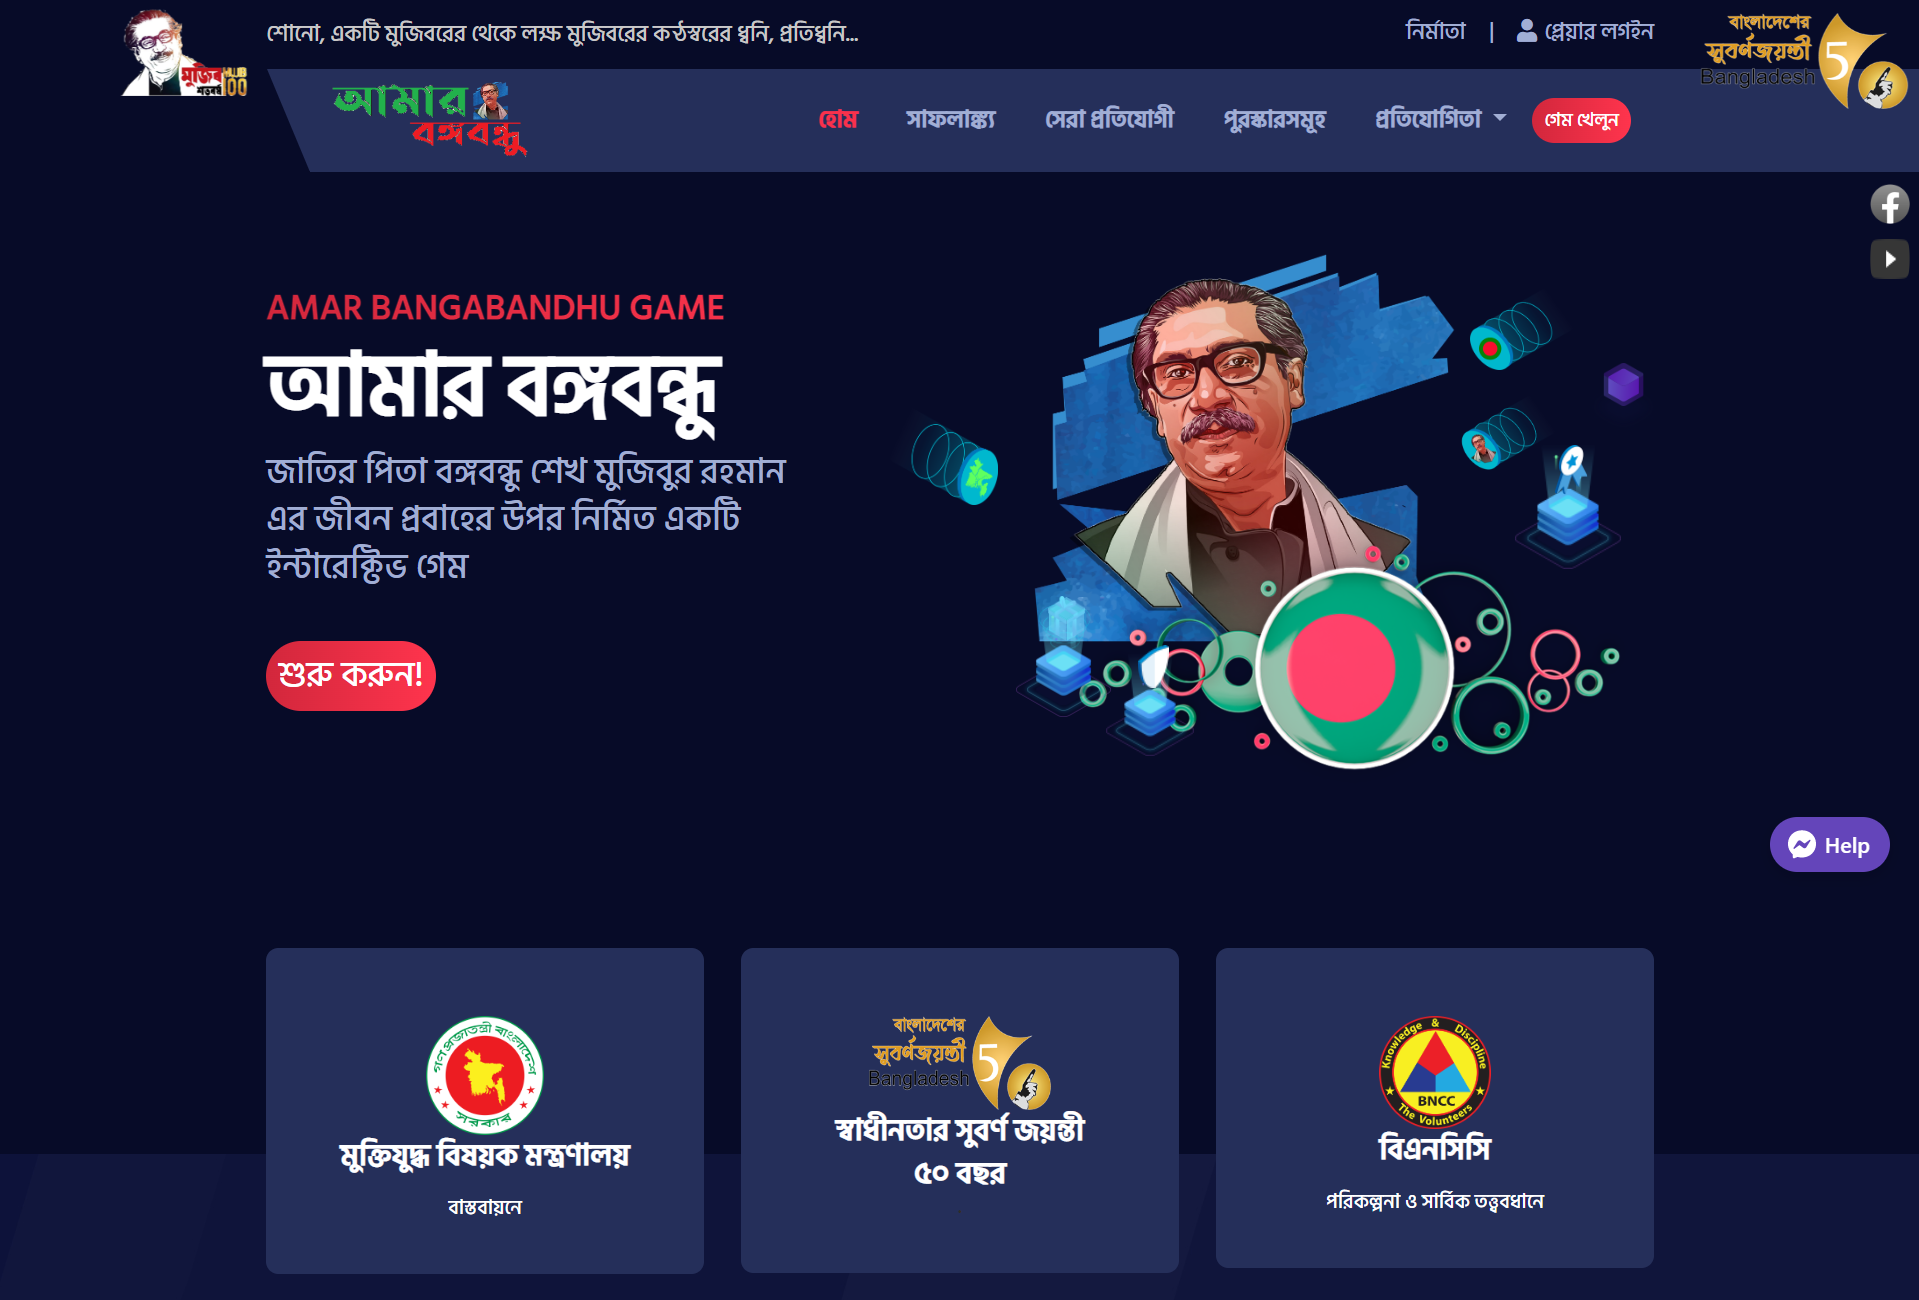 শোনো, একটি মুজিবরের থেকে লক্ষ মুজিবরের কণ্ঠস্বরের ধ্বনি, প্রতিধ্বনি...
নির্মাতা | প্লেয়ার লগইন
মুজিব
শতবর্ষ
100
বাংলাদেশের
সুবর্ণজয়ন্তী
Bangladesh
5
আমার
বঙ্গবন্ধু
হোম
সাফল্যাঙ্ক
সেরা প্রতিযোগী
পুরস্কারসমূহ
প্রতিযোগিতা
গেম খেলুন
AMAR BANGABANDHU GAME
আমার বঙ্গবন্ধু
জাতির পিতা বঙ্গবন্ধু শেখ মুজিবুর রহমান
এর জীবন প্রবাহের উপর নির্মিত একটি
ইন্টারেক্টিভ গেম
শুরু করুন!
Help
গণপ্রজাতন্ত্রী বাংলাদেশ
সরকার
মুক্তিযুদ্ধ বিষয়ক মন্ত্রণালয়
বাস্তবায়নে
বাংলাদেশের
সুবর্ণজয়ন্তী
Bangladesh
5
স্বাধীনতার সুবর্ণ জয়ন্তী
৫০ বছর
Knowledge & Discipline
BNCC
The Volunteers
বিএনসিসি
পরিকল্পনা ও সার্বিক তত্ত্ববধানে